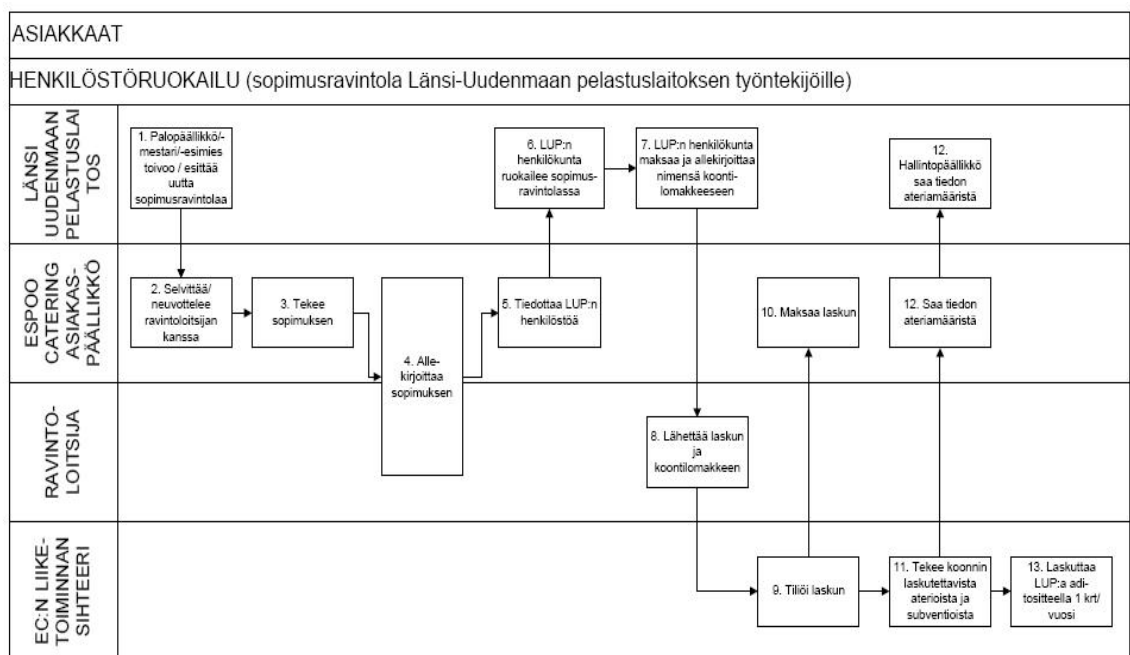 ASIAKKAAT
HENKILÖSTÖRUOKAILU (sopimusravintola Länsi-Uudenmaan pelastuslaitoksen työntekijöille)
LÄNSI
UUDENMAAN
PELASTUSLAI
TOS
1. Palopäällikkö/-
mestari/-esimies
toivoo / esittää
uutta
sopimusravintolaa
6. LUP:n
henkilökunta
ruokailee sopimus-
ravintolassa
7. LUP:n henkilökunta
maksaa ja allekirjoittaa
nimensä koonti-
lomakkeeseen
12.
Hallintopäällikkö
saa tiedon
ateriamääristä
ESPOO
CATERING
ASIAKAS-
PÄÄLLIKKÖ
2. Selvittää/
neuvottelee
ravintoloitsijan
kanssa
3. Tekee
sopimuksen
4. Alle-
kirjoittaa
sopimuksen
5. Tiedottaa LUP:n
henkilöstöä
10. Maksaa laskun
12. Saa tiedon
ateriamääristä
RAVINTO-
LOITSIJA
8. Lähettää laskun
ja
koontilomakkeen
EC:N LIIKE-
TOIMINNAN
SIHTEERI
9. Tiliöi laskun
11. Tekee koonnin
laskutettavista
aterioista ja
subventioista
13. Laskuttaa
LUP:a adi-
tositteella 1 krt/
vuosi